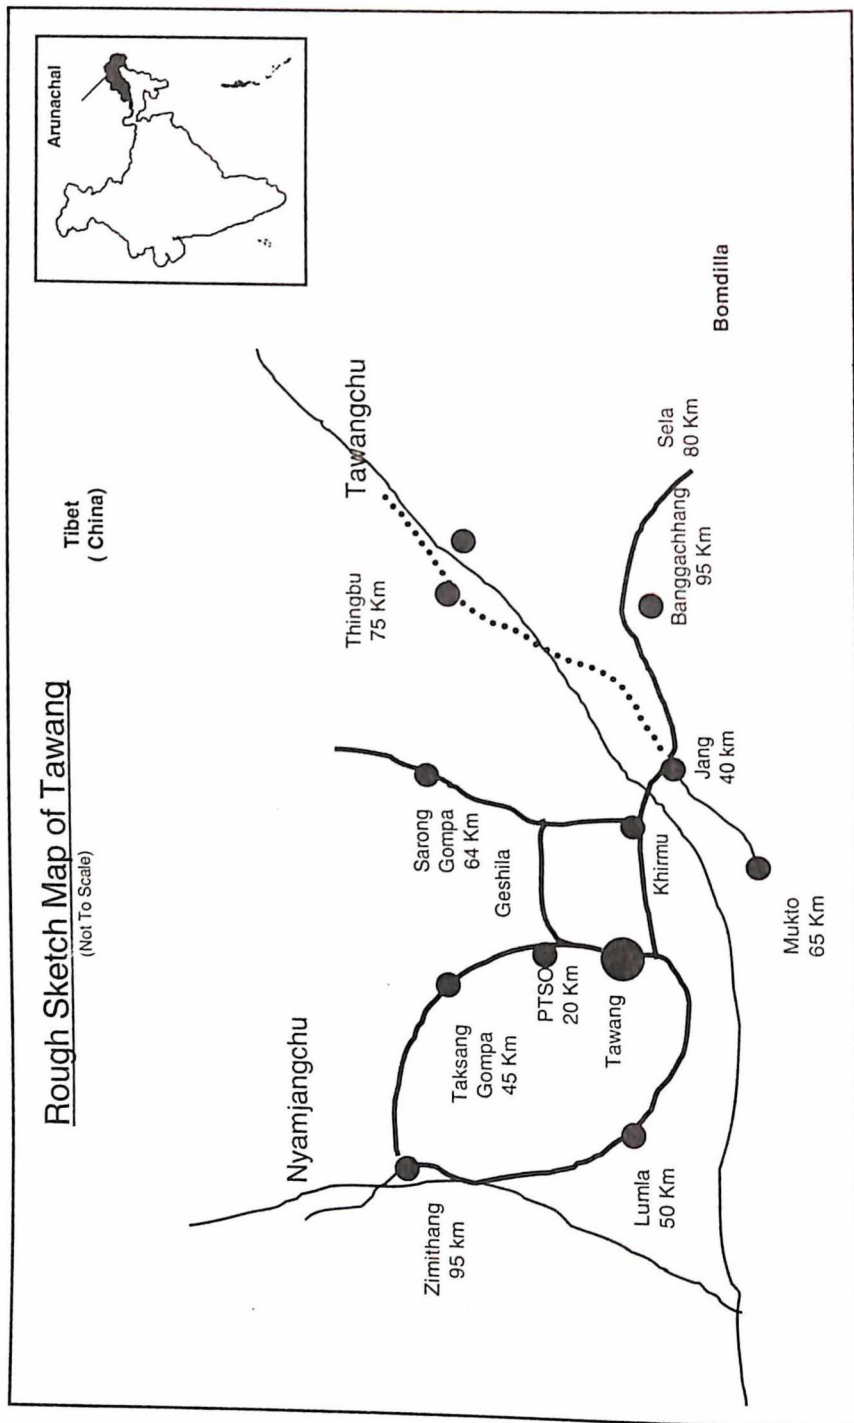 Rough Sketch Map of Tawang
(Not To Scale)
Arunachal
Tibet
( China)
Nyamjangchu
Tawangchu
Thingbu
75 Km
Sarong
Gompa
64 Km
Geshila
Taksang
Gompa
45 Km
Zimithang
95 km
PTSO
20 Km
Tawang
Khirmu
Lumla
50 Km
Jang
40 km
Mukto
65 Km
Sela
80 Km
Banggachhang
95 Km
Bomdilla